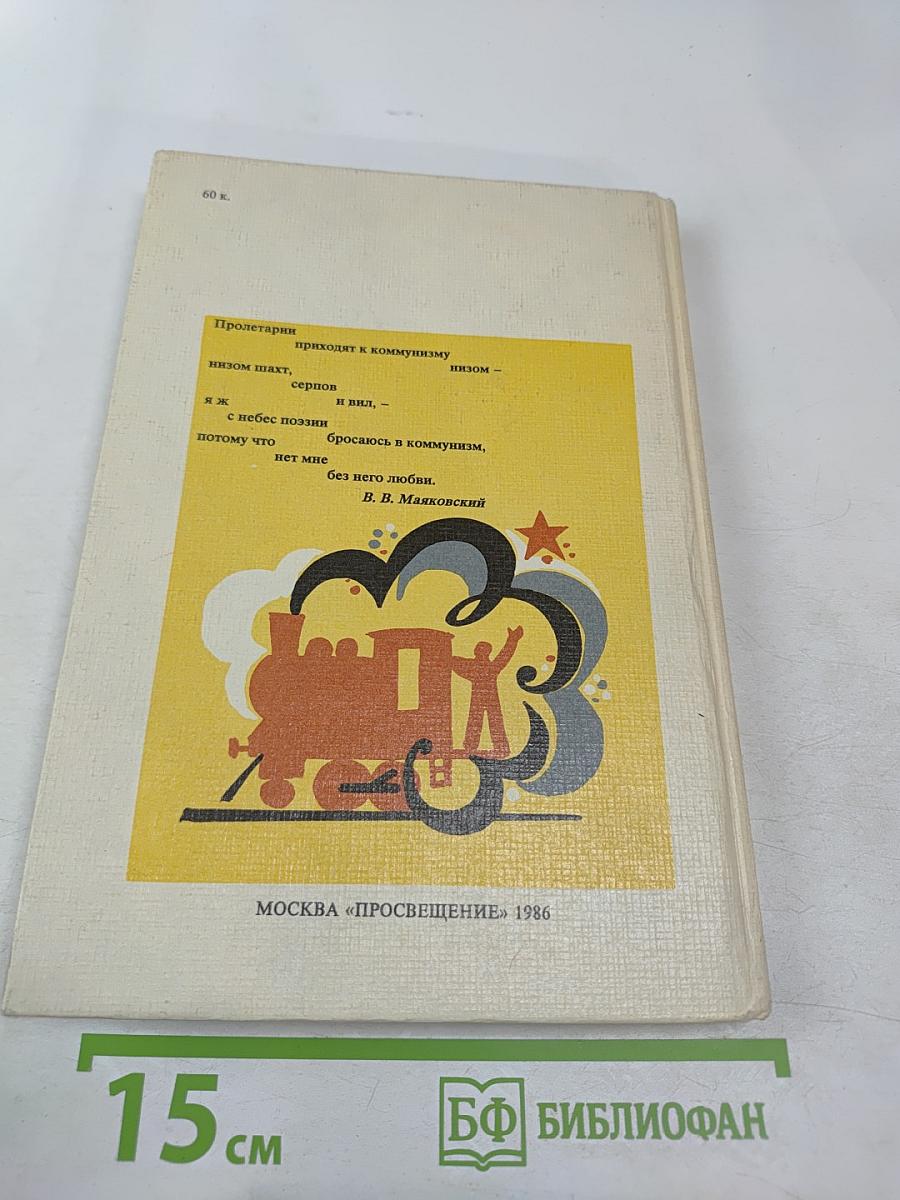 60 к.
Пролетарии
приходят к коммунизму
низом –
низом шахт,
серпов
и вил, –
я ж
с небес поэзии
бросаюсь в коммунизм,
потому что
нет мне
без него любви.
В. В. Маяковский
МОСКВА «ПРОСВЕЩЕНИЕ» 1986
15 см
БФ БИБЛИОФАН